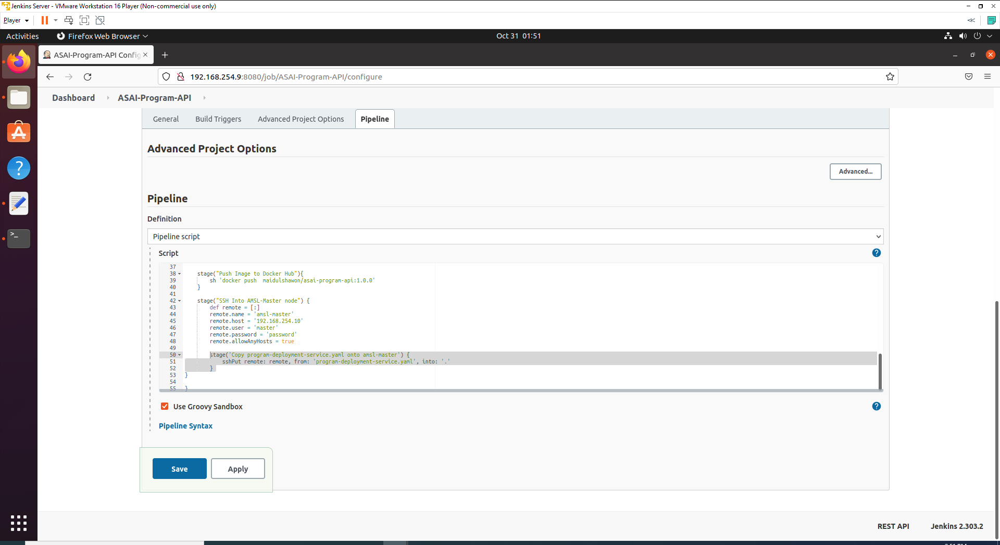 Jenkins Server - VMware Workstation 16 Player (Non-commercial use only)
Player
Activities
Firefox Web Browser
Oct 31 01:51
ASAI-Program-API Config
192.168.254.9:8080/job/ASAI-Program-API/configure
Dashboard
ASAI-Program-API
General
Build Triggers
Advanced Project Options
Pipeline
Advanced Project Options
Advanced...
Pipeline
Definition
Pipeline script
Script
37
38 stage("Push Image to Docker Hub"){
39 sh 'docker push  maidulshawon/asai-program-api:1.0.0'
40 }
41
42 stage("SSH Into AMSL-Master node") {
43 def remote = [:]
44 remote.name = 'amsl-master'
45 remote.host = '192.168.254.10'
46 remote.user = 'master'
47 remote.password = 'password'
48 remote.allowAnyHosts = true
49
50 stage('Copy program-deployment-service.yaml onto amsl-master') {
51 sshPut remote: remote, from: 'program-deployment-service.yaml', into: '.'
52 }
53 }
54
55 }
Use Groovy Sandbox
Pipeline Syntax
Save
Apply
REST API
Jenkins 2.303.2